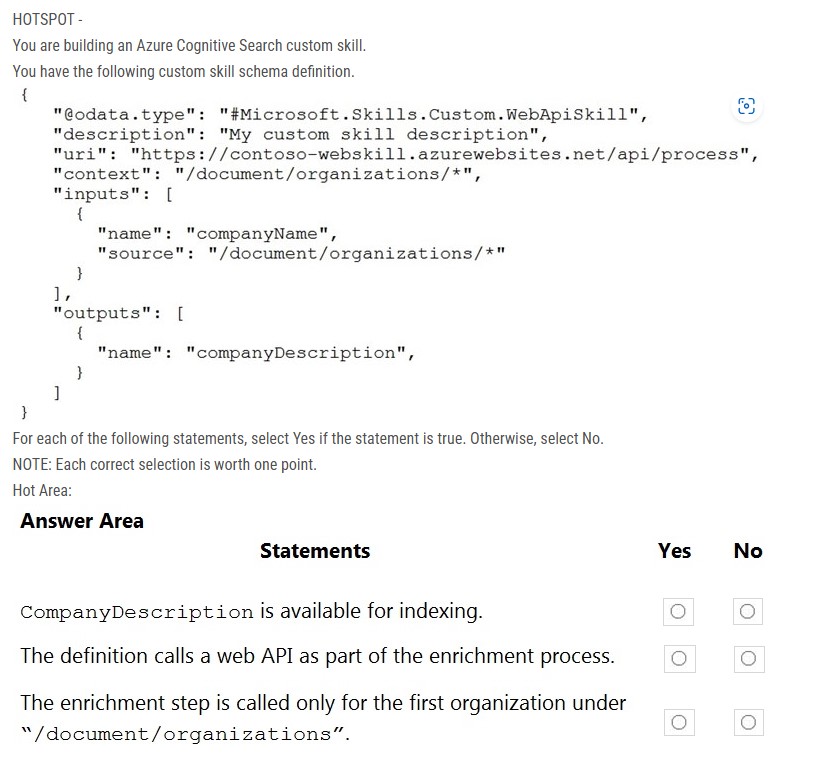 HOTSPOT -
You are building an Azure Cognitive Search custom skill.
You have the following custom skill schema definition.
{
"@odata.type": "#Microsoft.Skills.Custom.WebApiSkill",
"description": "My custom skill description",
"uri": "https://contoso-webskill.azurewebsites.net/api/process",
"context": "/document/organizations/*",
"inputs": [
{
"name": "companyName",
"source": "/document/organizations/*"
}
],
"outputs": [
{
"name": "companyDescription",
}
]
}
For each of the following statements, select Yes if the statement is true. Otherwise, select No.
NOTE: Each correct selection is worth one point.
Hot Area:
Answer Area
Statements Yes No
CompanyDescription is available for indexing.
The definition calls a web API as part of the enrichment process.
The enrichment step is called only for the first organization under
"/document/organizations".